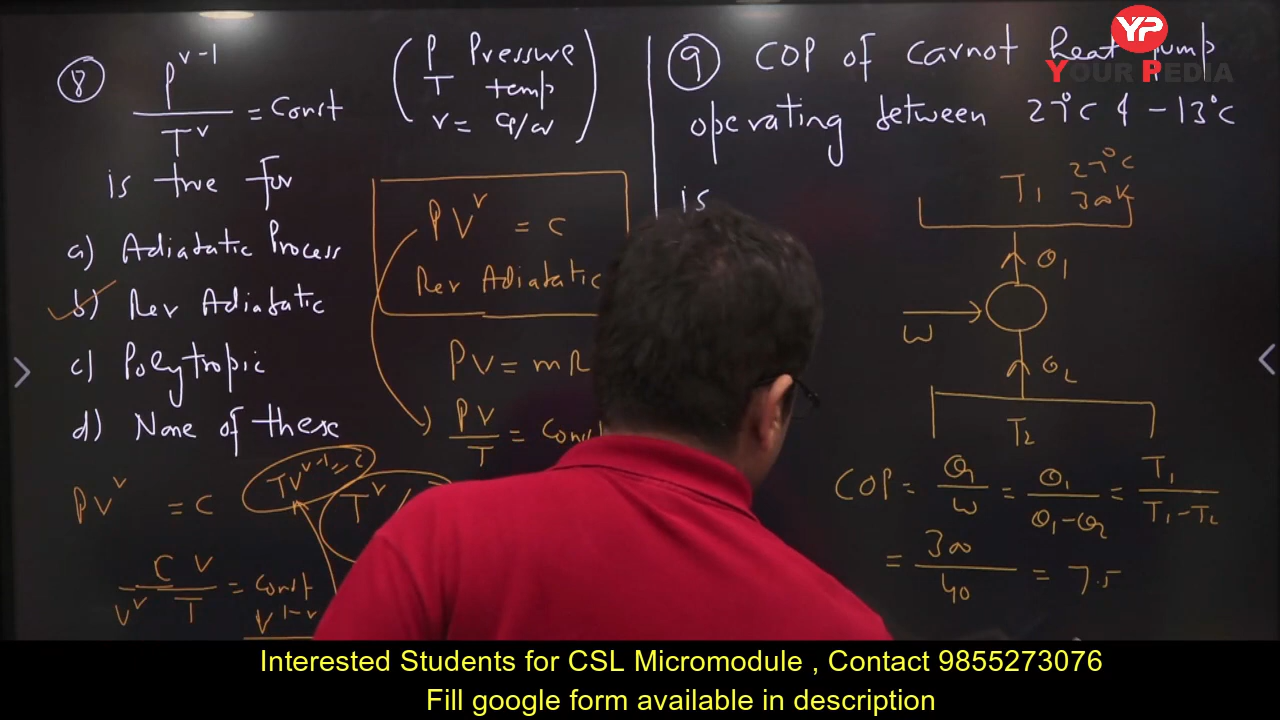 YP
YOUR PEDIA
⑧ P^γ-1 / T^γ = Const
( P Pressure
T temp
γ = Cp/Cv )
is true for
a) Adiabatic Process
b) Rev Adiabatic
c) Polytropic
d) None of these
PV^γ = C
Rev Adiabatic
PV = mR
PV/T = Const
PV^γ = C
TV^γ-1 = C
T^γ
C V / V^γ T = Const
V^1-γ
⑨ COP of Carnot heat pump
operating between 27°C & -13°C
is
T1 27°C
300K
Q1
W
Q2
T2
COP = Q1/W = Q1/Q1-Q2 = T1/T1-T2
= 300/40 = 7.5
Interested Students for CSL Micromodule , Contact 9855273076
Fill google form available in description